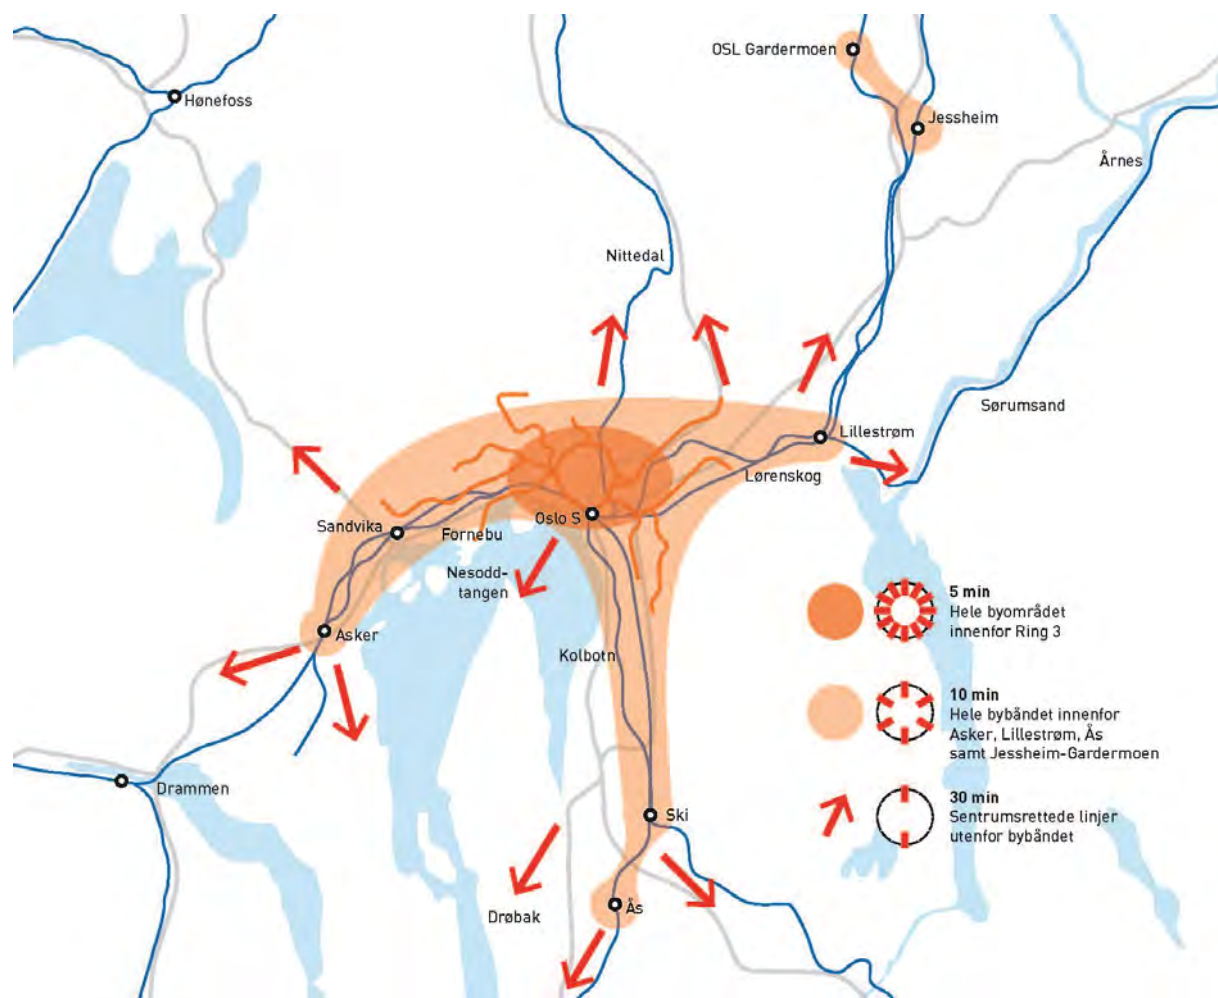 OSL Gardermoen
Hønefoss
Jessheim
Årnes
Nittedal
Sørumsand
Lillestrøm
Lørenskog
Sandvika
Fornebu
Oslo S
Nesodd-
tangen
Asker
Kolbotn
Drammen
Ski
Ås
Drøbak
5 min
Hele byområdet
innenfor Ring 3
10 min
Hele bybåndet innenfor
Asker, Lillestrøm, Ås
samt Jessheim-Gardermoen
30 min
Sentrumsrettede linjer
utenfor bybåndet